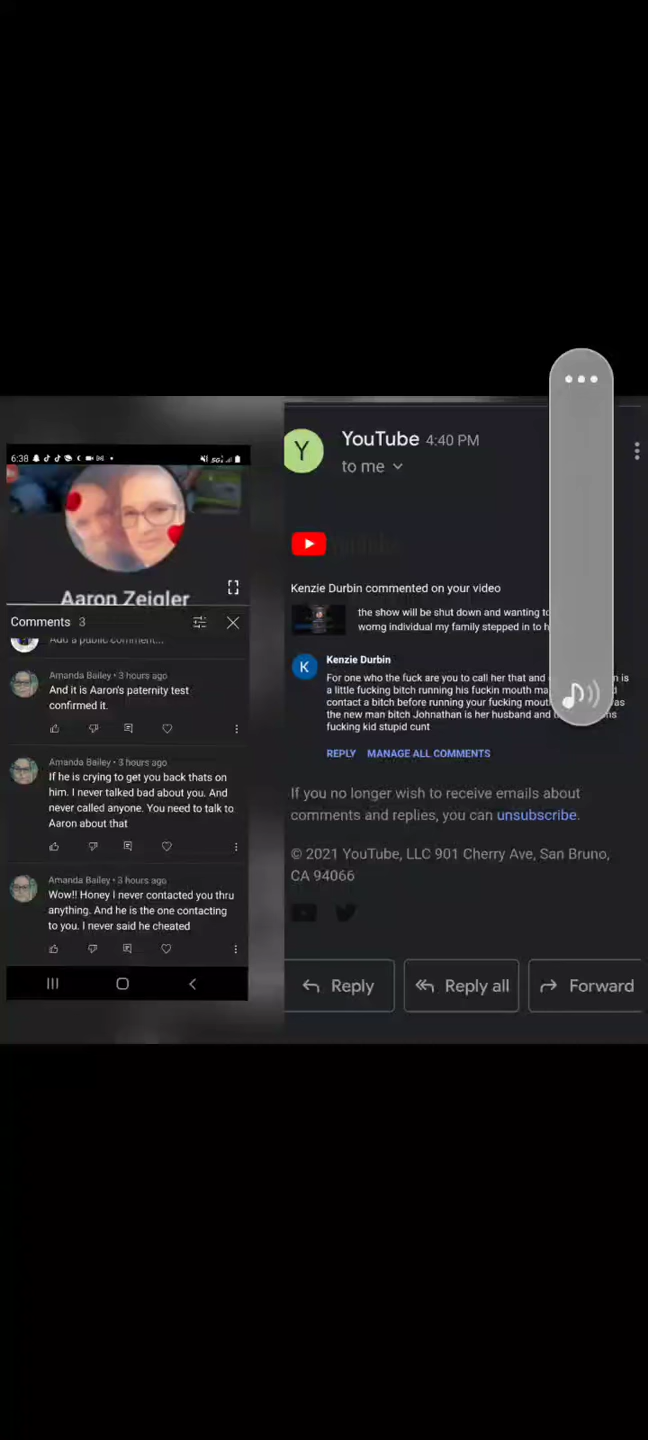 6:38
5G
Aaron Zeigler
Comments 3
Add a public comment...
Amanda Bailey • 3 hours ago
And it is Aaron's paternity test
confirmed it.
Amanda Bailey • 3 hours ago
If he is crying to get you back thats on
him. I never talked bad about you. And
never called anyone. You need to talk to
Aaron about that
Amanda Bailey • 3 hours ago
Wow!! Honey I never contacted you thru
anything. And he is the one contacting
to you. I never said he cheated
Y
YouTube 4:40 PM
to me
Kenzie Durbin commented on your video
the show will be shut down and wanting to
womg individual my family stepped in to
K
Kenzie Durbin
For one who the fuck are you to call her that and is
a little fucking bitch running his fuckin mouth
contact a bitch before running your fucking
the new man bitch Johnathan is her husband and
fucking kid stupid cunt
REPLY MANAGE ALL COMMENTS
If you no longer wish to receive emails about
comments and replies, you can unsubscribe.
© 2021 YouTube, LLC 901 Cherry Ave, San Bruno,
CA 94066
Reply
Reply all
Forward